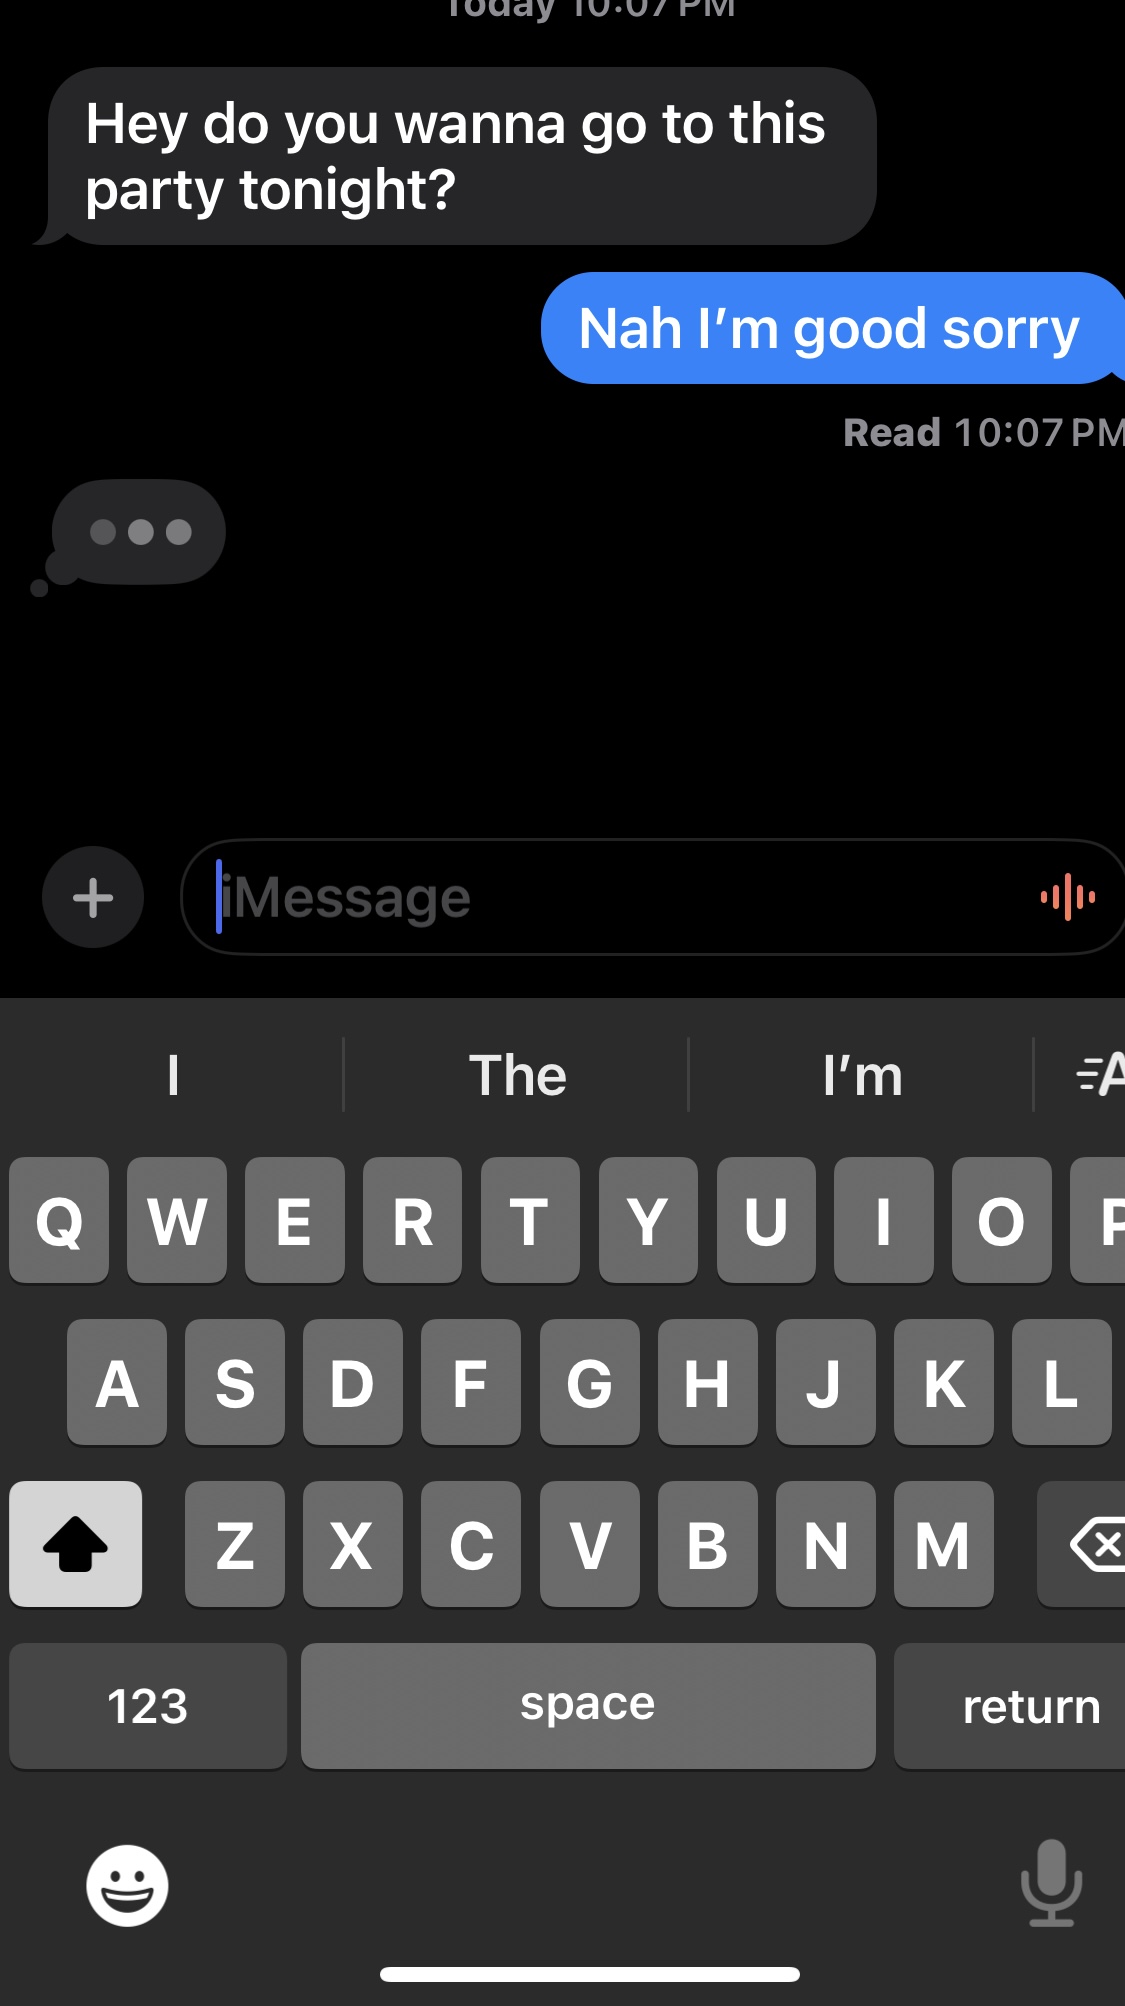 Today 10:07 PM
Hey do you wanna go to this
party tonight?
Nah I’m good sorry
Read 10:07 PM
iMessage
I The I’m
Q W E R T Y U I O P
A S D F G H J K L
Z X C V B N M
123 space return